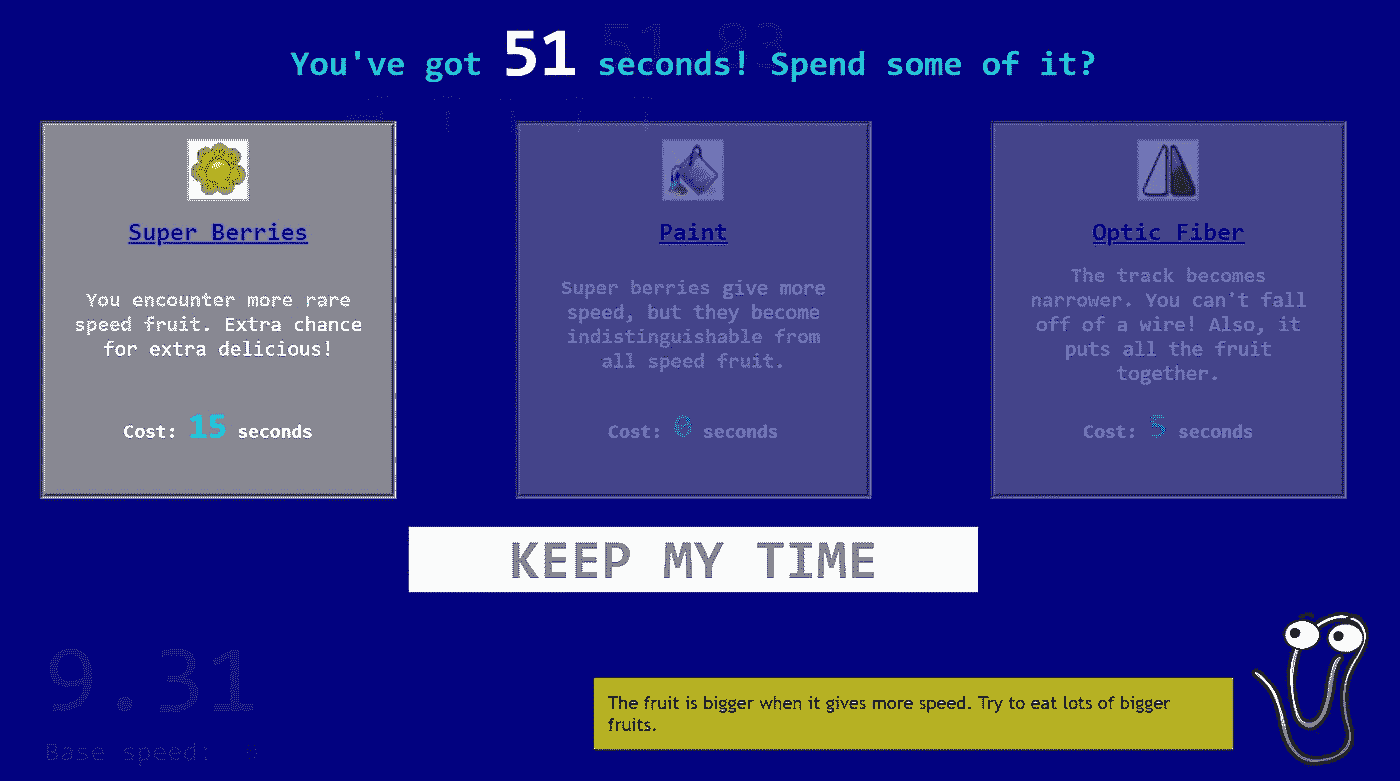 You've got 51 seconds! Spend some of it?
51.83
Super Berries
You encounter more rare
speed fruit. Extra chance
for extra delicious!
Cost: 15 seconds
Paint
Super berries give more
speed, but they become
indistinguishable from
all speed fruit.
Cost: 0 seconds
Optic Fiber
The track becomes
narrower. You can't fall
off of a wire! Also, it
puts all the fruit
together.
Cost: 5 seconds
KEEP MY TIME
9.31
Base speed:
The fruit is bigger when it gives more speed. Try to eat lots of bigger
fruits.